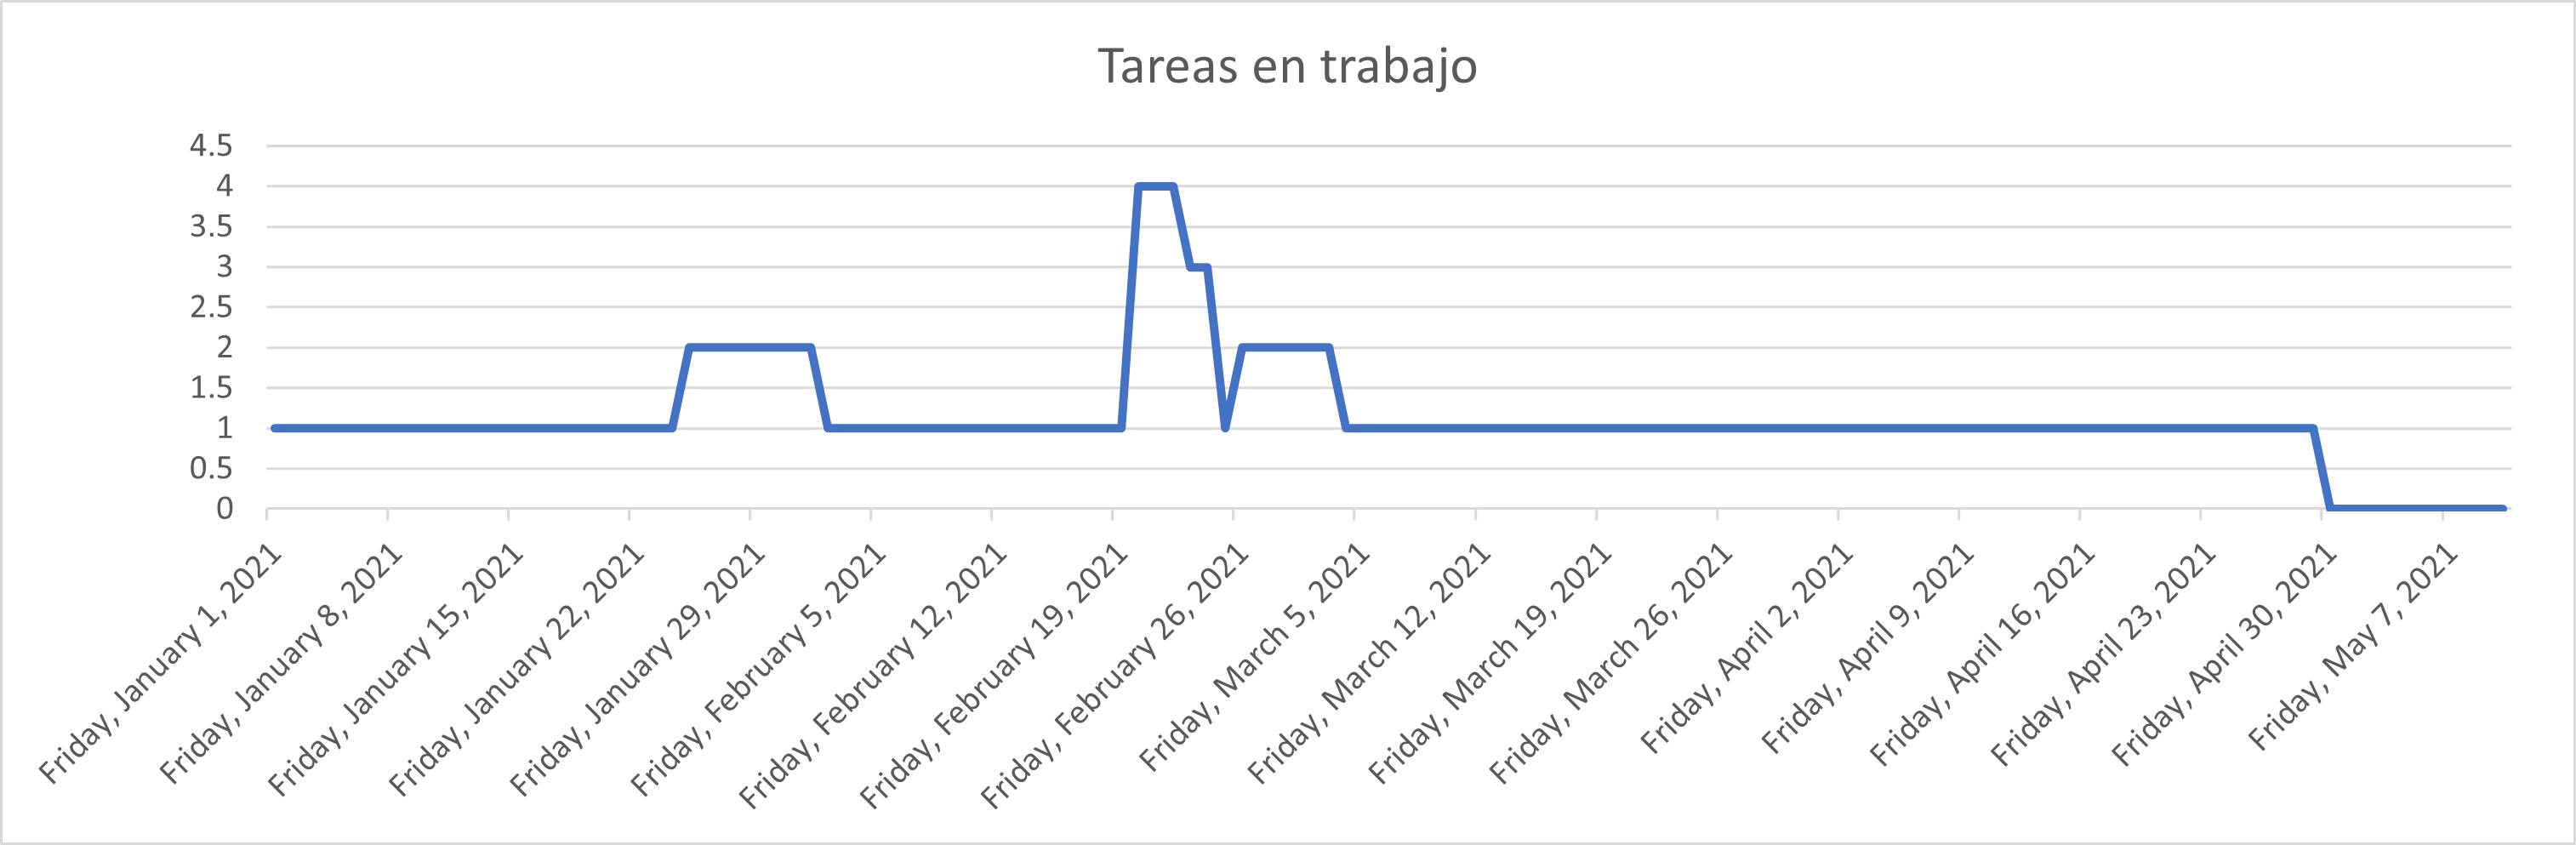 Tareas en trabajo
4.5
4
3.5
3
2.5
2
1.5
1
0.5
0
Friday, January 1, 2021
Friday, January 8, 2021
Friday, January 15, 2021
Friday, January 22, 2021
Friday, January 29, 2021
Friday, February 5, 2021
Friday, February 12, 2021
Friday, February 19, 2021
Friday, February 26, 2021
Friday, March 5, 2021
Friday, March 12, 2021
Friday, March 19, 2021
Friday, March 26, 2021
Friday, April 2, 2021
Friday, April 9, 2021
Friday, April 16, 2021
Friday, April 23, 2021
Friday, April 30, 2021
Friday, May 7, 2021